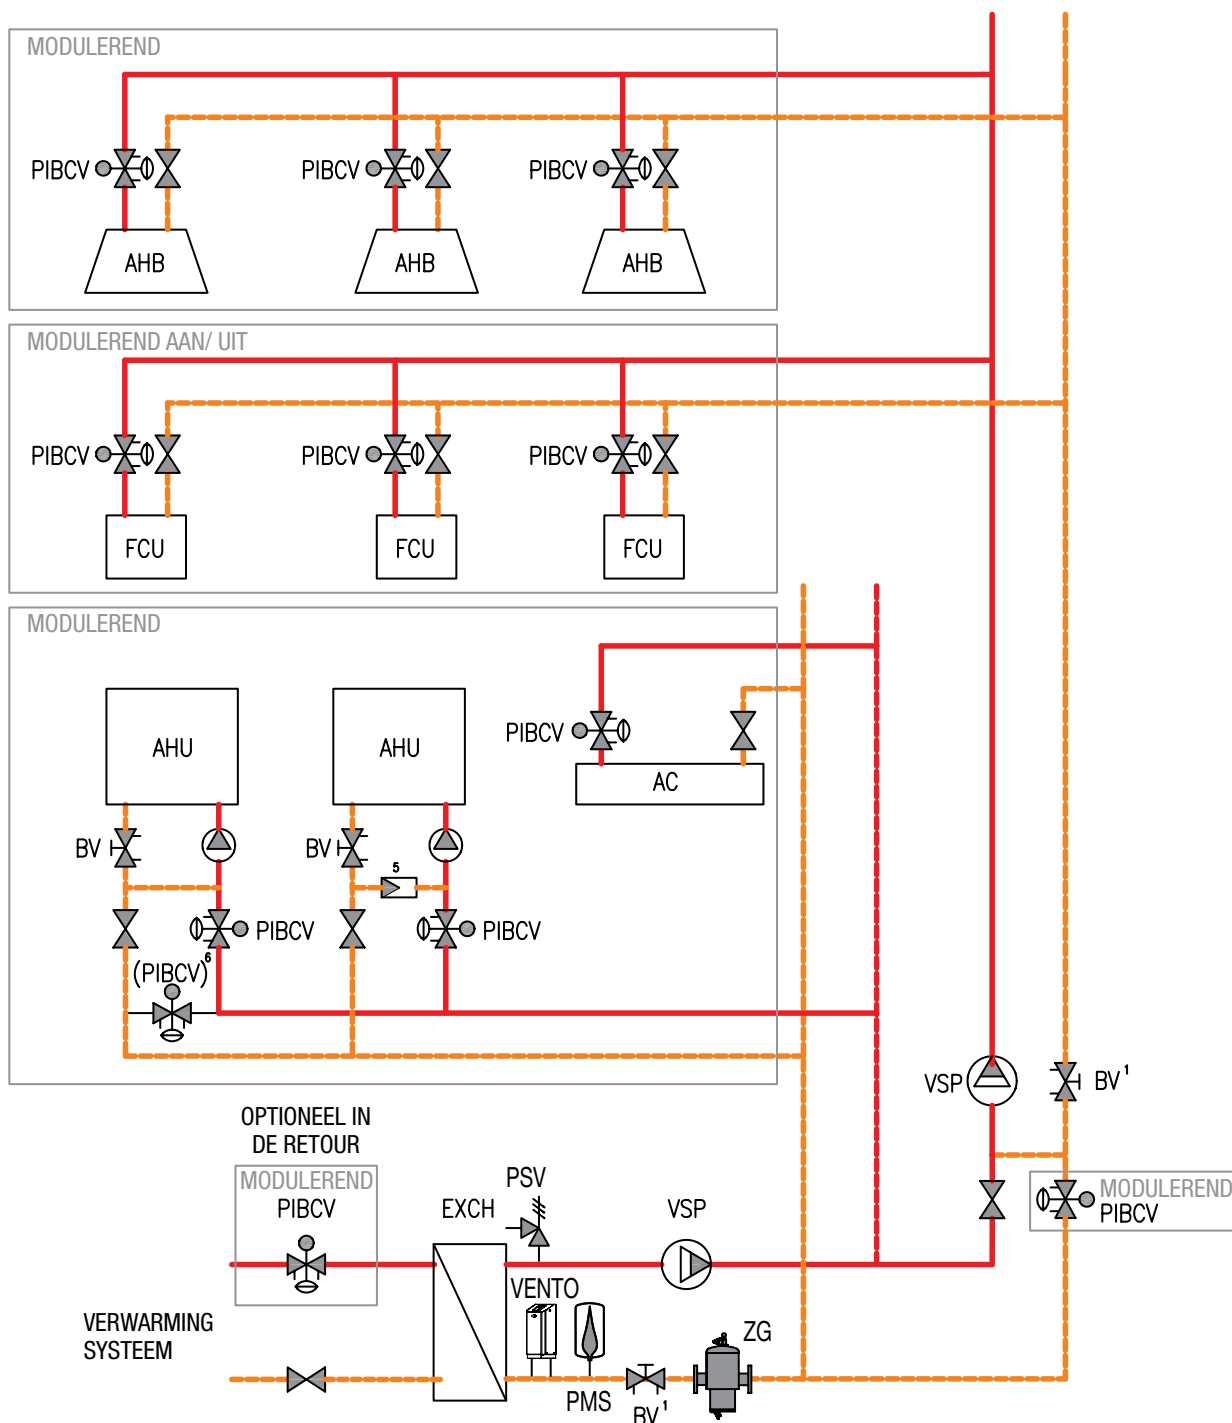 MODULEREND
PIBCV
PIBCV
PIBCV
AHB
AHB
AHB
MODULEREND AAN/ UIT
PIBCV
PIBCV
PIBCV
FCU
FCU
FCU
MODULEREND
AHU
AHU
PIBCV
AC
BV
BV
5
PIBCV
PIBCV
(PIBCV)⁶
VSP
BV¹
OPTIONEEL IN
DE RETOUR
MODULEREND
PIBCV
EXCH
PSV
VSP
MODULEREND
PIBCV
VENTO
VERWARMING
SYSTEEM
ZG
PMS
BV¹